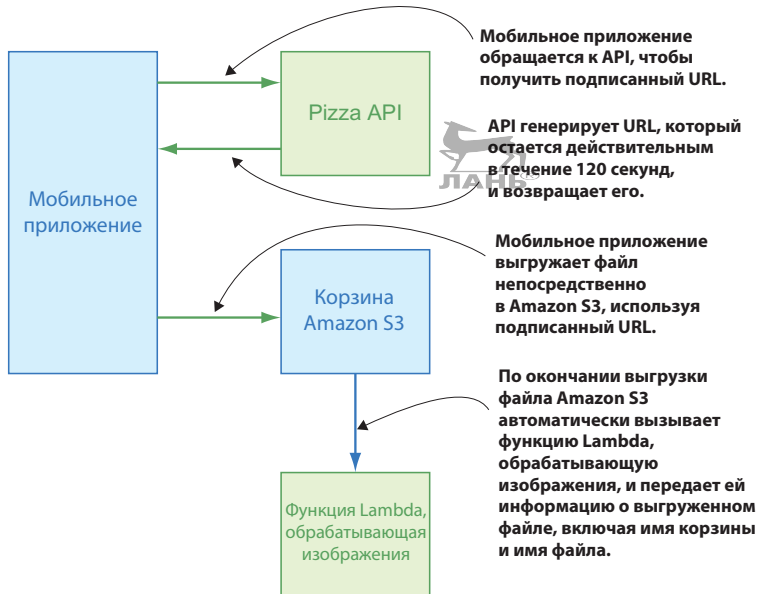 Мобильное приложение
обращается к API, чтобы
получить подписанный URL.
Pizza API
API генерирует URL, который
остается действительным
в течение 120 секунд,
и возвращает его.
ЛАНЬ®
Мобильное
приложение
Мобильное приложение
выгружает файл
непосредственно
в Amazon S3, используя
подписанный URL.
Корзина
Amazon S3
По окончании выгрузки
файла Amazon S3
автоматически вызывает
функцию Lambda,
обрабатывающую
изображения, и передает ей
информацию о выгруженном
файле, включая имя корзины
и имя файла.
Функция Lambda,
обрабатывающая
изображения